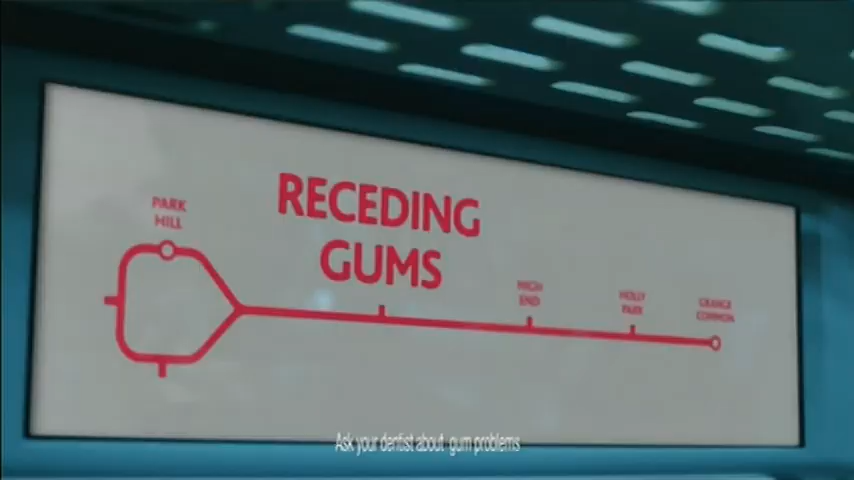 RECEDING
GUMS
PARK
HILL
HIGH
END
HOLLY
PARK
GRANGE
COMMON
Ask your dentist about gum problems